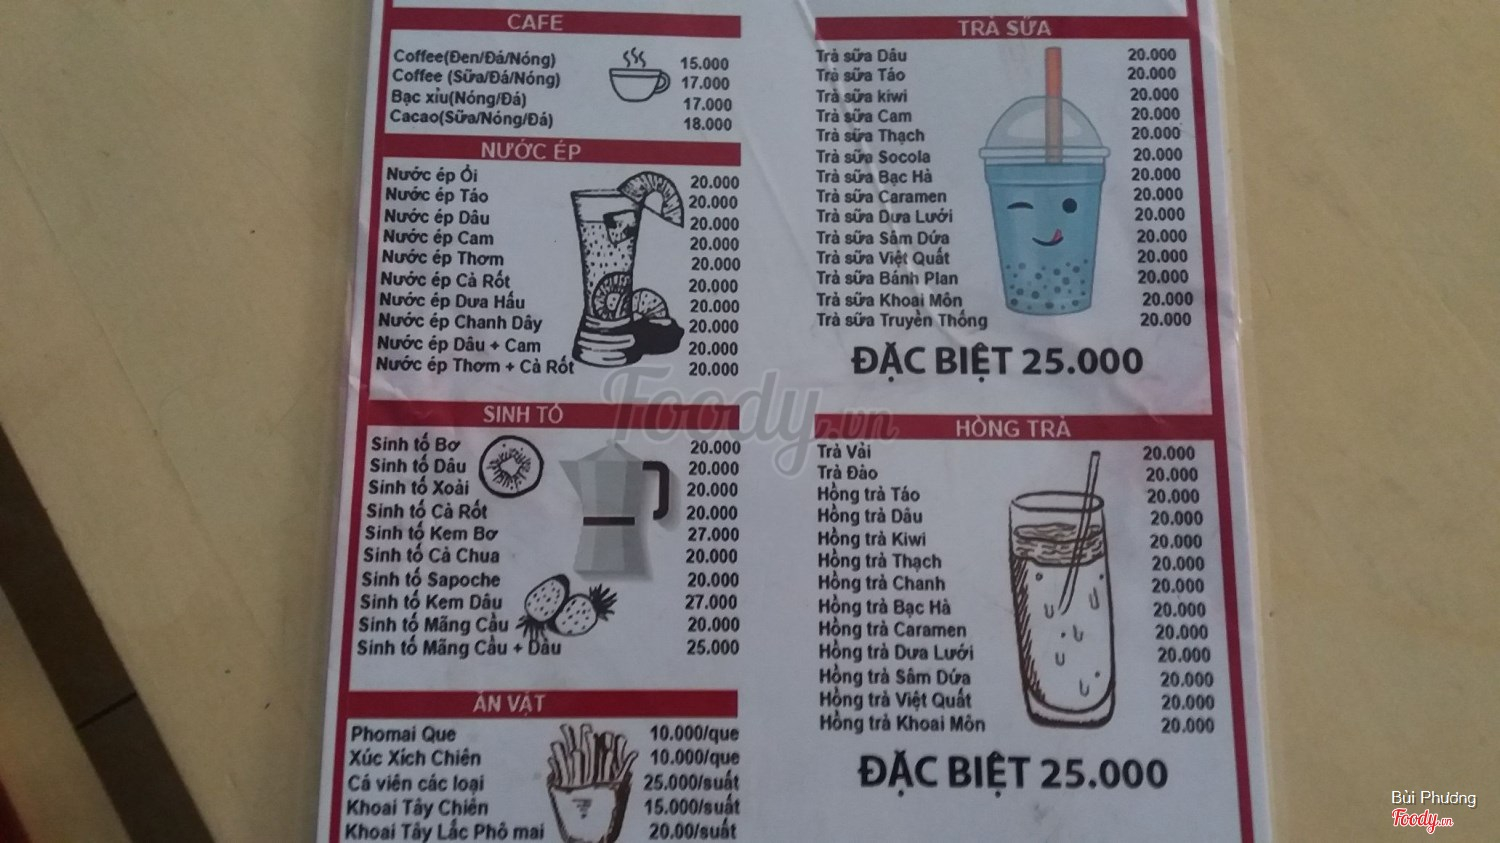 CAFE
Coffee(Đen/Đá/Nóng) 15.000
Coffee (Sữa/Đá/Nóng) 17.000
Bạc xỉu(Nóng/Đá) 17.000
Cacao(Sữa/Nóng/Đá) 18.000
NƯỚC ÉP
Nước ép Ổi 20.000
Nước ép Táo 20.000
Nước ép Dâu 20.000
Nước ép Cam 20.000
Nước ép Thơm 20.000
Nước ép Cà Rốt 20.000
Nước ép Dưa Hấu 20.000
Nước ép Chanh Dây 20.000
Nước ép Dâu + Cam 20.000
Nước ép Thơm + Cà Rốt 20.000
SINH TỐ
Sinh tố Bơ 20.000
Sinh tố Dâu 20.000
Sinh tố Xoài 20.000
Sinh tố Cà Rốt 20.000
Sinh tố Kem Bơ 27.000
Sinh tố Cà Chua 20.000
Sinh tố Sapoche 20.000
Sinh tố Kem Dâu 27.000
Sinh tố Mãng Cầu 20.000
Sinh tố Mãng Cầu + Dâu 25.000
ĂN VẶT
Phomai Que 10.000/que
Xúc Xích Chiên 10.000/que
Cá viên các loại 25.000/suất
Khoai Tây Chiên 15.000/suất
Khoai Tây Lắc Phô mai 20.00/suất
TRÀ SỮA
Trà sữa Dâu 20.000
Trà sữa Táo 20.000
Trà sữa kiwi 20.000
Trà sữa Cam 20.000
Trà sữa Thạch 20.000
Trà sữa Socola 20.000
Trà sữa Bạc Hà 20.000
Trà sữa Caramen 20.000
Trà sữa Dưa Lưới 20.000
Trà sữa Sâm Dứa 20.000
Trà sữa Việt Quất 20.000
Trà sữa Bánh Plan 20.000
Trà sữa Khoai Môn 20.000
Trà sữa Truyền Thống 20.000
ĐẶC BIỆT 25.000
HỒNG TRÀ
Trà Vải 20.000
Trà Đào 20.000
Hồng trà Táo 20.000
Hồng trà Dâu 20.000
Hồng trà Kiwi 20.000
Hồng trà Thạch 20.000
Hồng trà Chanh 20.000
Hồng trà Bạc Hà 20.000
Hồng trà Caramen 20.000
Hồng trà Dưa Lưới 20.000
Hồng trà Sâm Dứa 20.000
Hồng trà Việt Quất 20.000
Hồng trà Khoai Môn 20.000
ĐẶC BIỆT 25.000
Foody.vn
Bùi Phương
Foody.vn